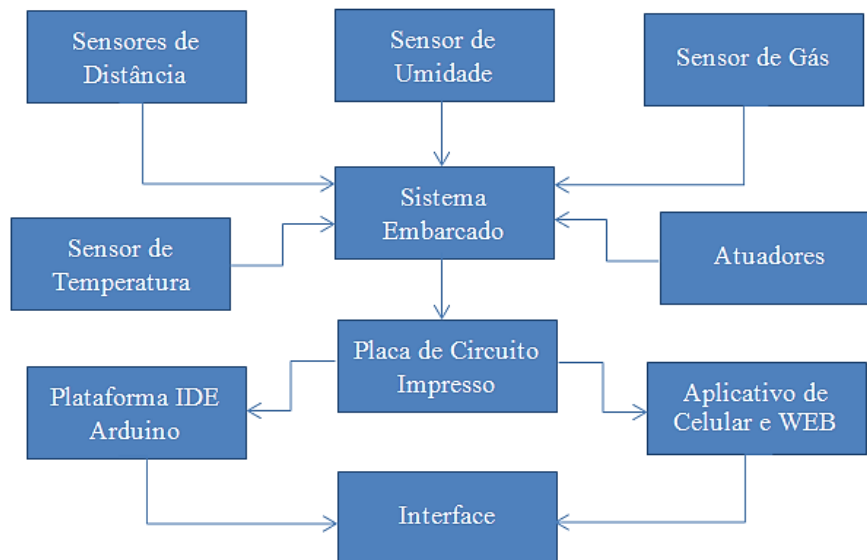 Sensores de
Distância
Sensor de
Umidade
Sensor de Gás
Sistema
Embarcado
Sensor de
Temperatura
Atuadores
Placa de Circuito
Impresso
Plataforma IDE
Arduino
Aplicativo de
Celular e WEB
Interface